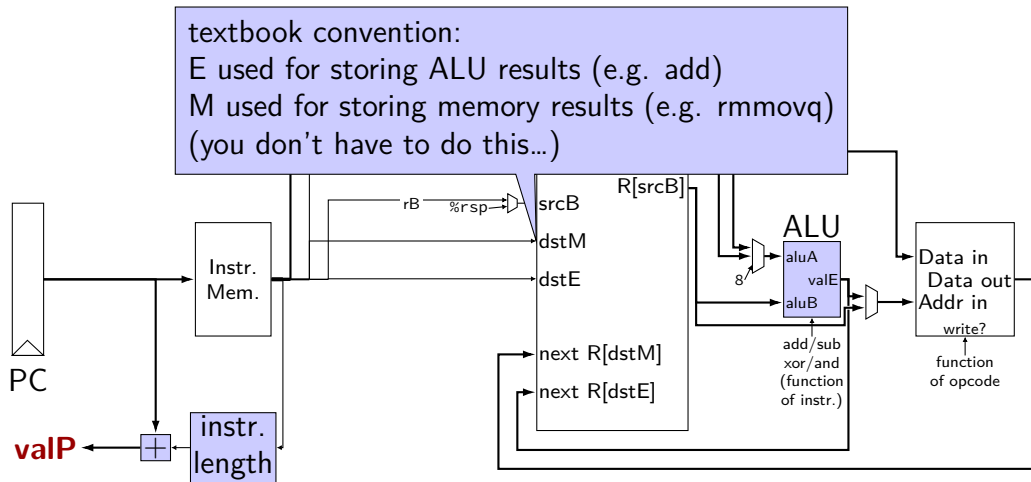 textbook convention:
E used for storing ALU results (e.g. add)
M used for storing memory results (e.g. rmmovq)
(you don't have to do this…)
R[srcB]
rB
%rsp
srcB
dstM
dstE
next R[dstM]
next R[dstE]
PC
Instr.
Mem.
instr.
length
+
valP
8
ALU
aluA
valE
aluB
add/sub
xor/and
(function
of instr.)
Data in
Data out
Addr in
write?
function
of opcode